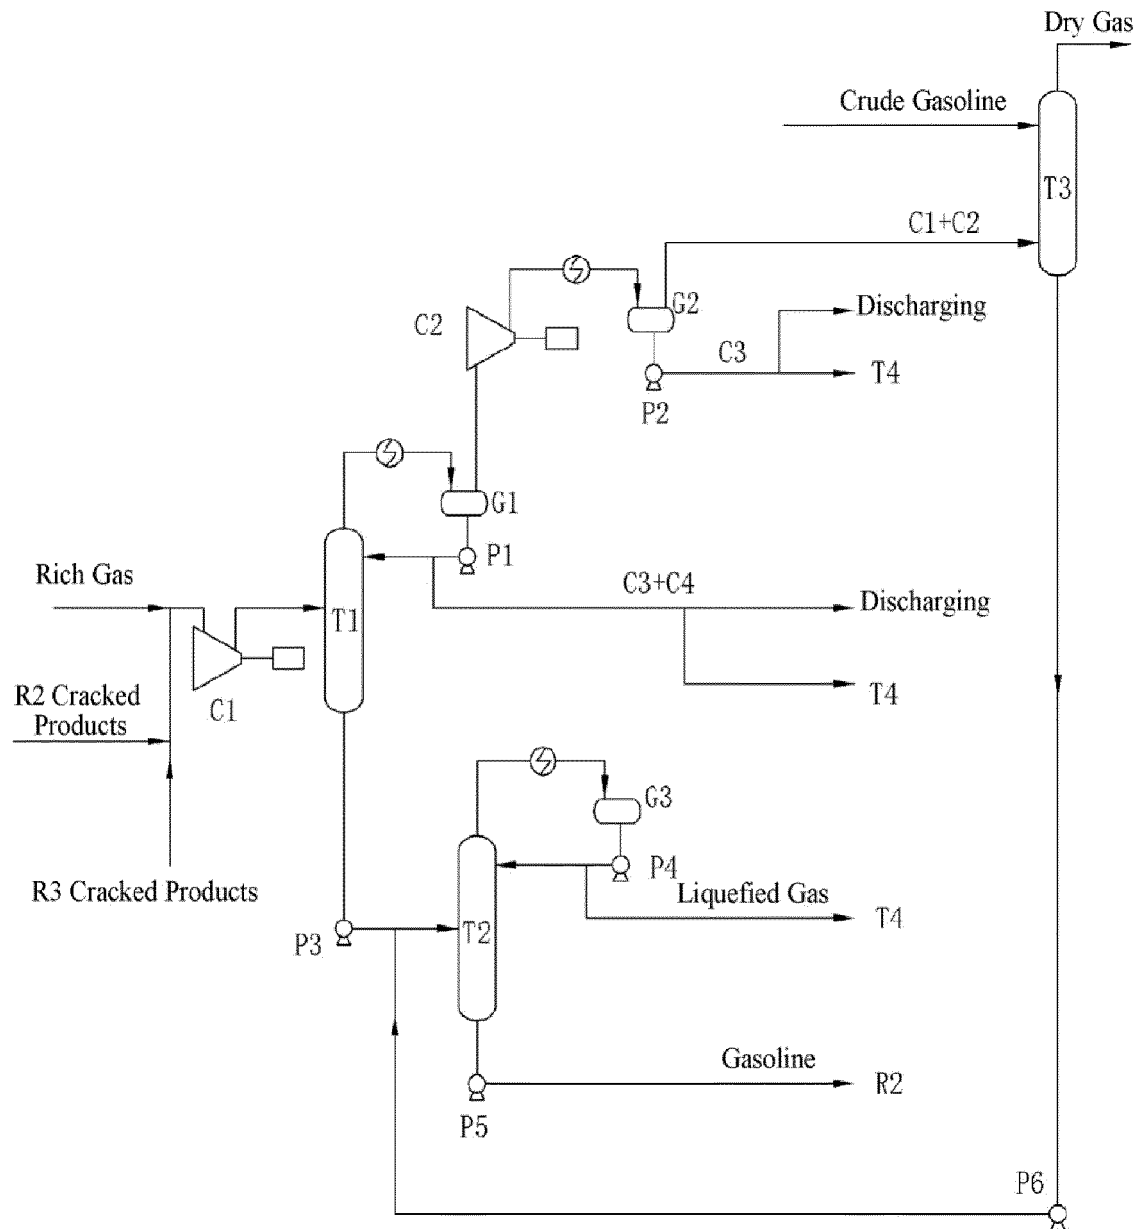 Dry Gas
Crude Gasoline
T3
C1+C2
G2
Discharging
C2
C3
T4
P2
G1
P1
Rich Gas
C3+C4
Discharging
T1
R2 Cracked
Products
C1
T4
G3
R3 Cracked Products
P4
Liquefied Gas
T4
P3
T2
Gasoline
R2
P5
P6